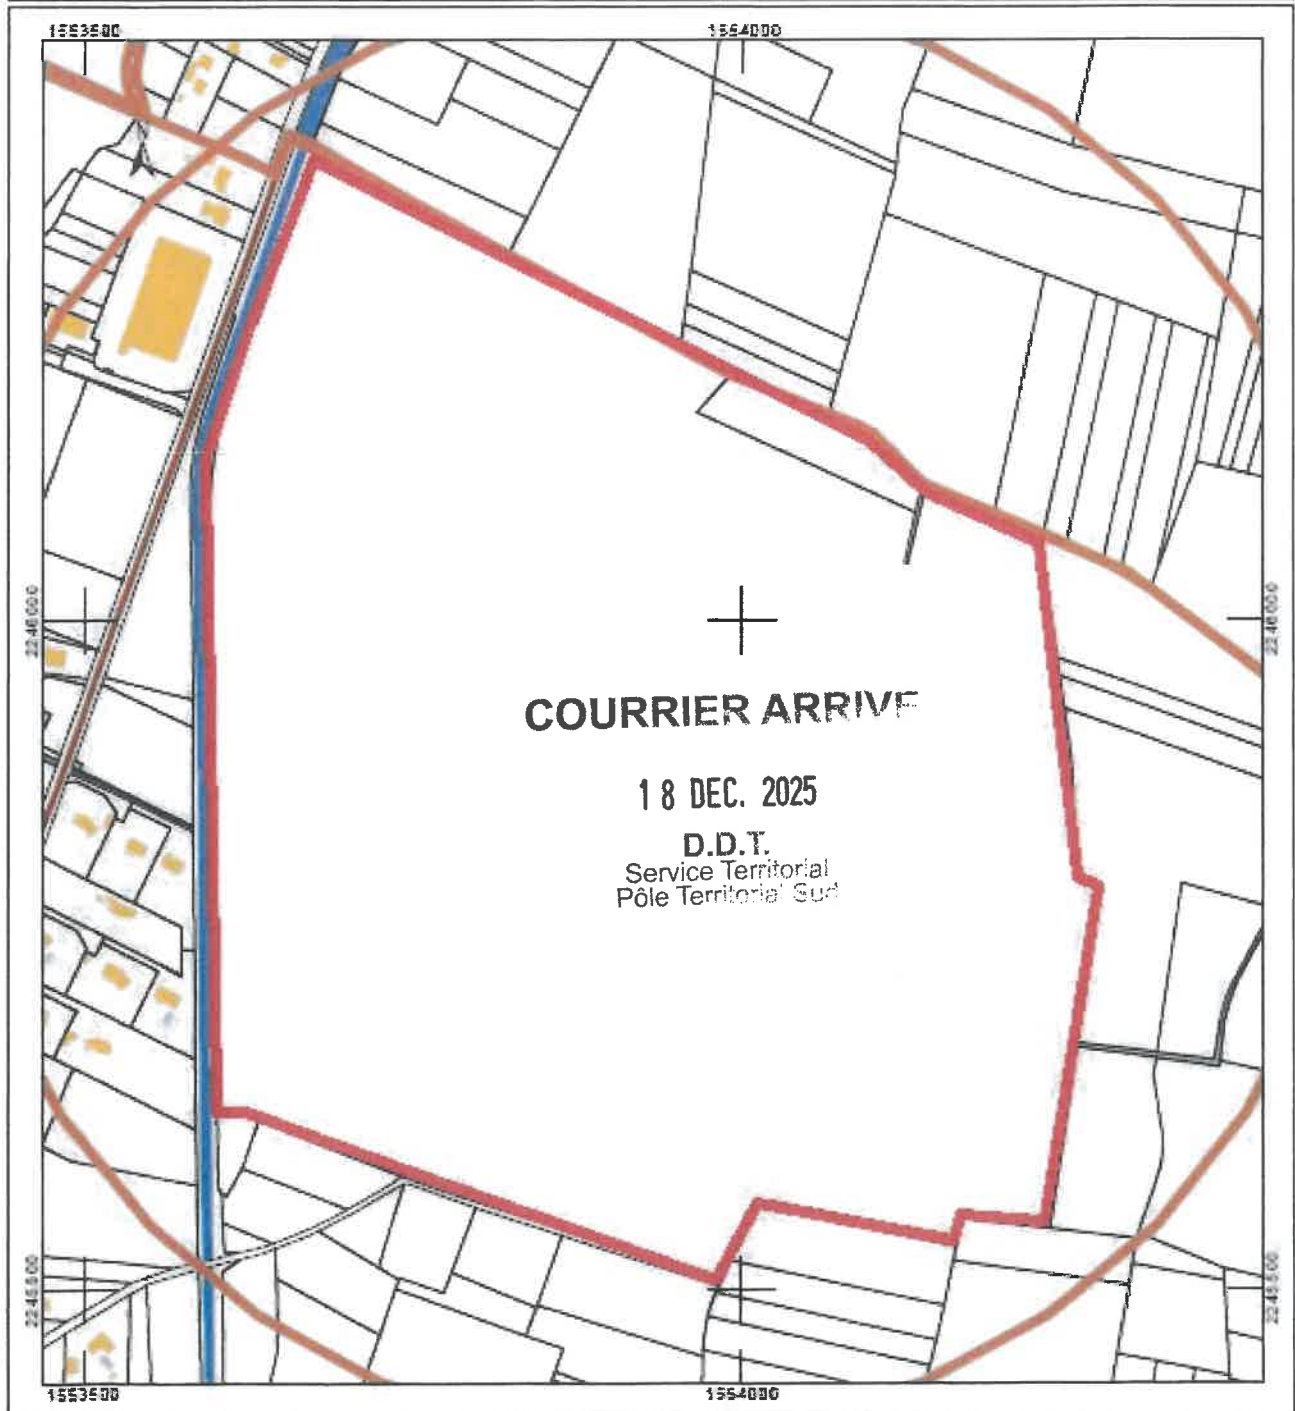 1553500 1554000
2246000 2246000
COURRIER ARRIVE
18 DEC. 2025
D.D.T.
Service Territorial
Pôle Territorial Sud
2245500 2245500
1553500 1554000